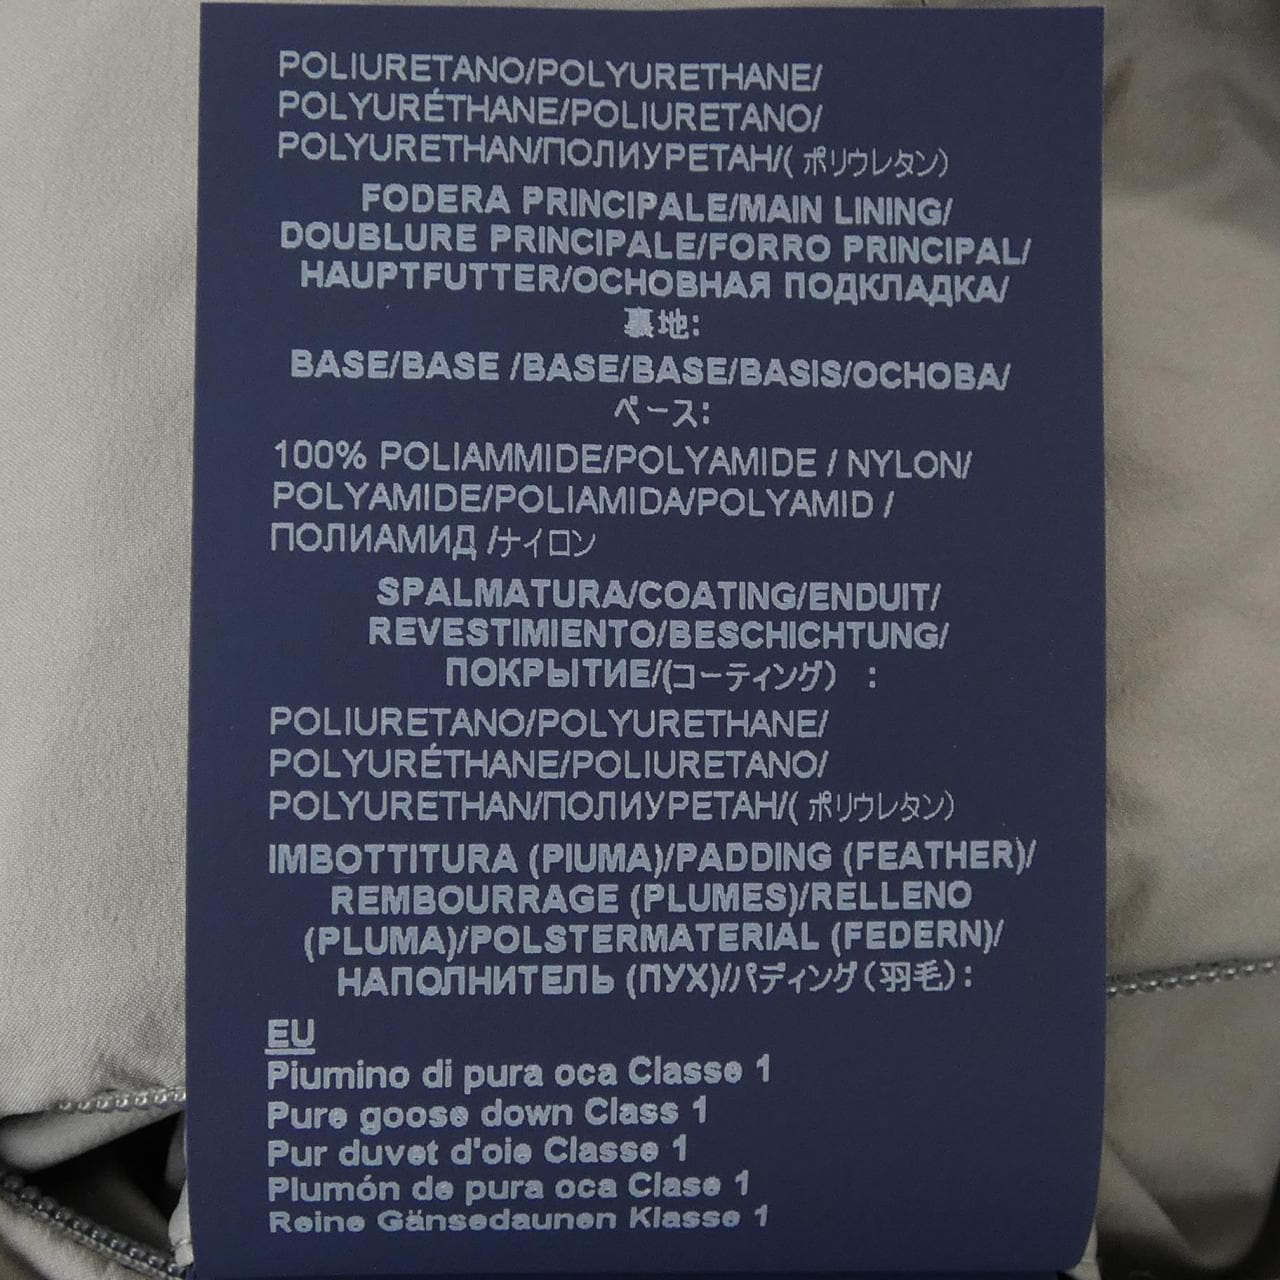 POLIURETANO/POLYURETHANE/
POLYURÉTHANE/POLIURETANO/
POLYURETHAN/ПОЛИУРЕТАН/( ポリウレタン)
FODERA PRINCIPALE/MAIN LINING/
DOUBLURE PRINCIPALE/FORRO PRINCIPAL/
HAUPTFUTTER/ОСНОВНАЯ ПОДКЛАДКА/
裏地:
BASE/BASE /BASE/BASE/BASIS/ОСНОВА/
ベース:
100% POLIAMMIDE/POLYAMIDE / NYLON/
POLYAMIDE/POLIAMIDA/POLYAMID /
ПОЛИАМИД /ナイロン
SPALMATURA/COATING/ENDUIT/
REVESTIMIENTO/BESCHICHTUNG/
ПОКРЫТИЕ/(コーティング) :
POLIURETANO/POLYURETHANE/
POLYURÉTHANE/POLIURETANO/
POLYURETHAN/ПОЛИУРЕТАН/( ポリウレタン)
IMBOTTITURA (PIUMA)/PADDING (FEATHER)/
REMBOURRAGE (PLUMES)/RELLENO
(PLUMA)/POLSTERMATERIAL (FEDERN)/
НАПОЛНИТЕЛЬ (ПУХ)/パディング(羽毛):
EU
Piumino di pura oca Classe 1
Pure goose down Class 1
Pur duvet d'oie Classe 1
Plumón de pura oca Clase 1
Reine Gänsedaunen Klasse 1